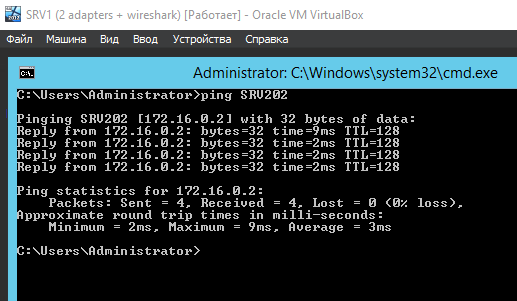 SRV1 (2 adapters + wireshark) [Работает] - Oracle VM VirtualBox
Файл Машина Вид Ввод Устройства Справка
Administrator: C:\Windows\system32\cmd.exe
C:\Users\Administrator>ping SRV202
Pinging SRV202 [172.16.0.2] with 32 bytes of data:
Reply from 172.16.0.2: bytes=32 time=9ms TTL=128
Reply from 172.16.0.2: bytes=32 time=2ms TTL=128
Reply from 172.16.0.2: bytes=32 time=2ms TTL=128
Reply from 172.16.0.2: bytes=32 time=2ms TTL=128
Ping statistics for 172.16.0.2:
Packets: Sent = 4, Received = 4, Lost = 0 (0% loss),
Approximate round trip times in milli-seconds:
Minimum = 2ms, Maximum = 9ms, Average = 3ms
C:\Users\Administrator>